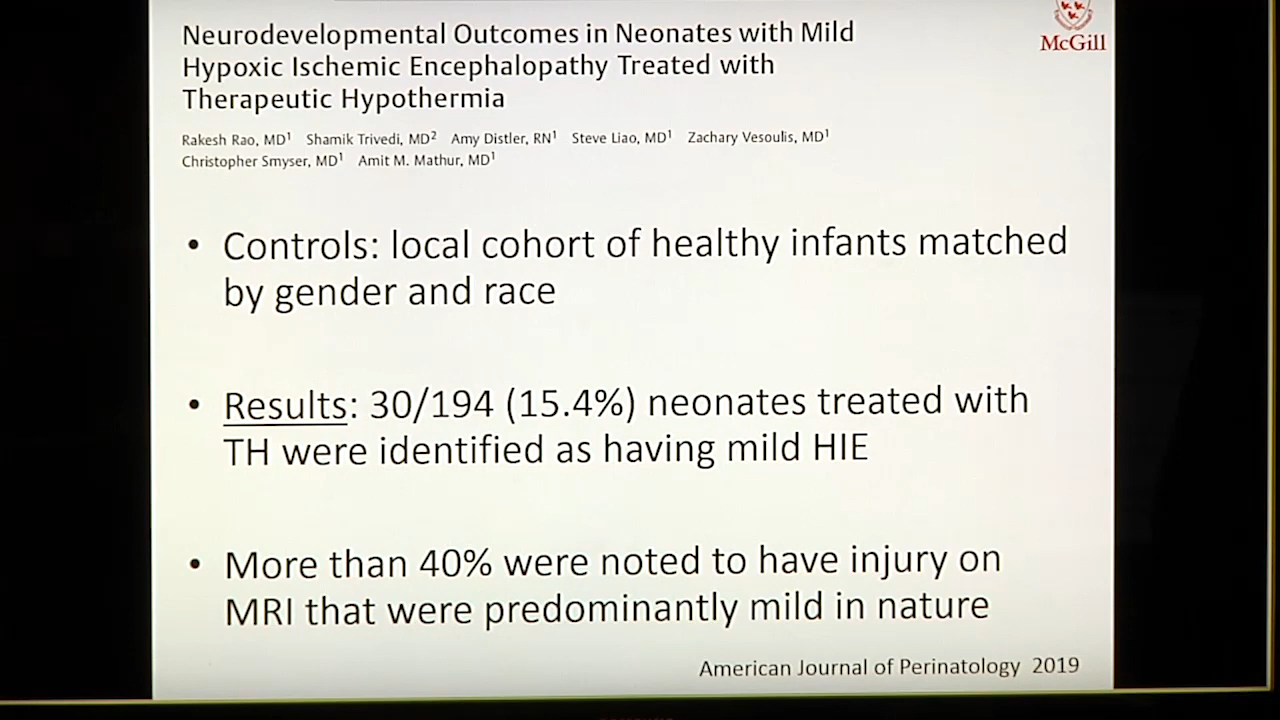 Neurodevelopmental Outcomes in Neonates with Mild
Hypoxic Ischemic Encephalopathy Treated with
Therapeutic Hypothermia
McGill
Rakesh Rao, MD1 Shamik Trivedi, MD2 Amy Distler, RN1 Steve Liao, MD1 Zachary Vesoulis, MD1
Christopher Smyser, MD1 Amit M. Mathur, MD1
• Controls: local cohort of healthy infants matched
by gender and race
• Results: 30/194 (15.4%) neonates treated with
TH were identified as having mild HIE
• More than 40% were noted to have injury on
MRI that were predominantly mild in nature
American Journal of Perinatology 2019